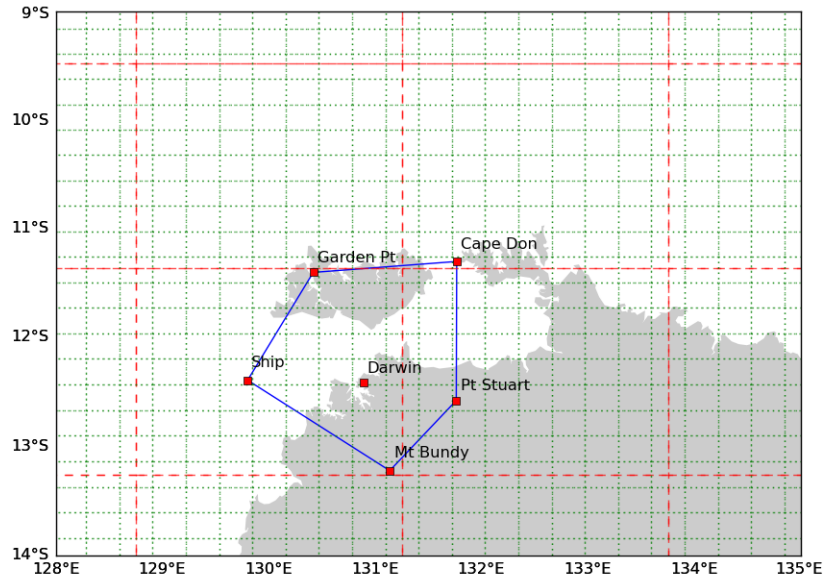 9°S
10°S
11°S
Cape Don
Garden Pt
12°S
Ship
Darwin
Pt Stuart
13°S
Mt Bundy
14°S
128°E
129°E
130°E
131°E
132°E
133°E
134°E
135°E